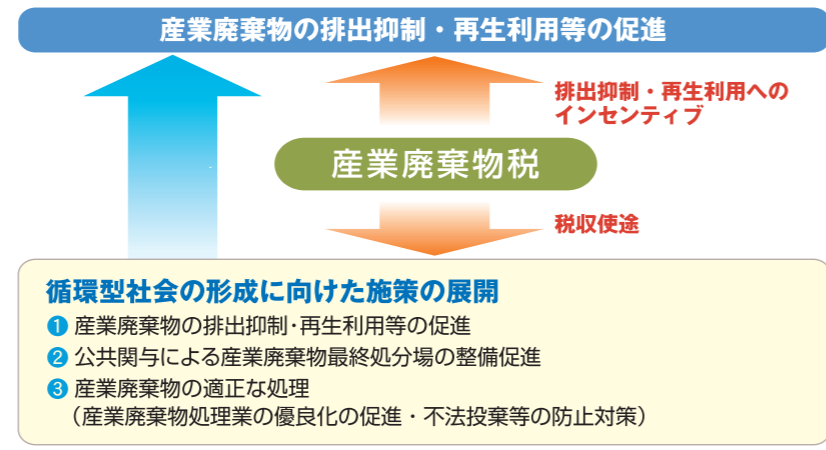 産業廃棄物の排出抑制・再生利用等の促進
排出抑制・再生利用への
インセンティブ
産業廃棄物税
税収使途
循環型社会の形成に向けた施策の展開
❶ 産業廃棄物の排出抑制・再生利用等の促進
❷ 公共関与による産業廃棄物最終処分場の整備促進
❸ 産業廃棄物の適正な処理
（産業廃棄物処理業の優良化の促進・不法投棄等の防止対策）